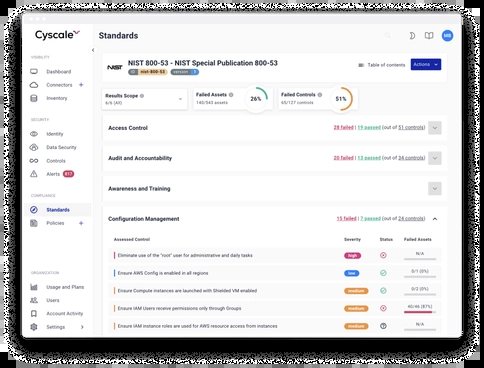 Cyscale
Standards
MB
VISIBILITY
Dashboard
Connectors +
Inventory
SECURITY
Identity
Data Security
Controls
Alerts 817
COMPLIANCE
Standards
Policies +
ORGANIZATION
Usage and Plans
Users
Account Activity
Settings
NIST
NIST 800-53 - NIST Special Publication 800-53
ID nist-800-53 version
Table of contents
Actions
Results Scope
6/6 (All)
Failed Assets
140/543 assets
26%
Failed Controls
65/127 controls
51%
Access Control
28 failed | 19 passed (out of 51 controls)
Audit and Accountability
20 failed | 13 passed (out of 34 controls)
Awareness and Training
Configuration Management
15 failed | 7 passed (out of 24 controls)
Assessed Control Severity Status Failed Assets
Eliminate use of the "root" user for administrative and daily tasks high N/A
Ensure AWS Config is enabled in all regions low 0/1 (0%)
Ensure Compute instances are launched with Shielded VM enabled medium 0/2 (0%)
Ensure IAM Users receive permissions only through Groups medium 40/46 (87%)
Ensure IAM instance roles are used for AWS resource access from instances medium N/A